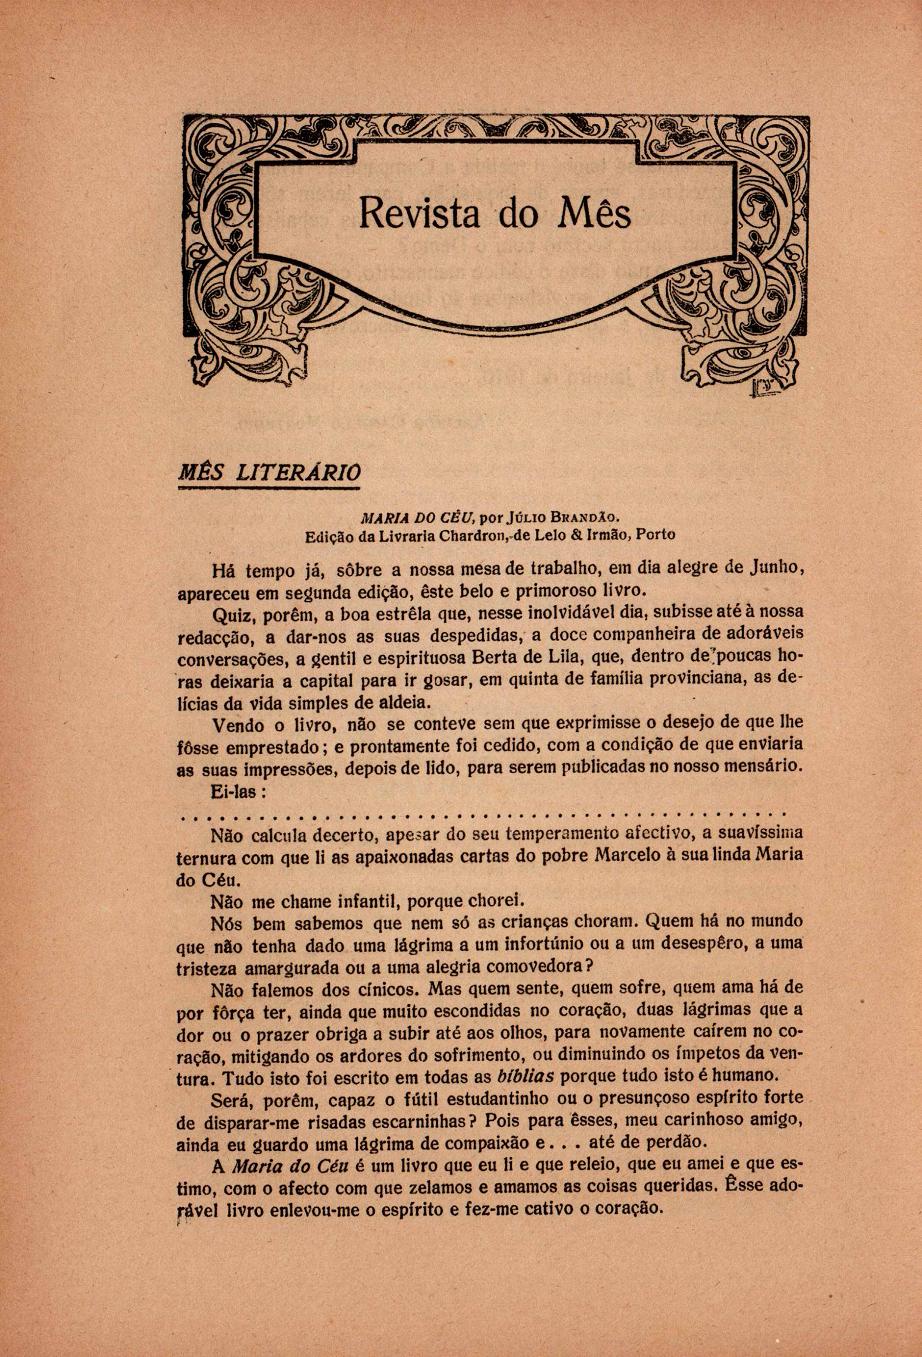 Revista do Mês
MÊS LITERÁRIO
MARIA DO CÉU, por JÚLIO BRANDÃO.
Edição da Livraria Chardron, de Lelo & Irmão, Porto
Há tempo já, sôbre a nossa mesa de trabalho, em dia alegre de Junho,
apareceu em segunda edição, êste belo e primoroso livro.
Quiz, porêm, a boa estrêla que, nesse inolvidável dia, subisse até à nossa
redacção, a dar-nos as suas despedidas, a doce companheira de adoráveis
conversações, a gentil e espirituosa Berta de Lila, que, dentro de poucas ho-
ras deixaria a capital para ir gosar, em quinta de família provinciana, as de-
lícias da vida simples de aldeia.
Vendo o livro, não se conteve sem que exprimisse o desejo de que lhe
fôsse emprestado; e prontamente foi cedido, com a condição de que enviaria
as suas impressões, depois de lido, para serem publicadas no nosso mensário.
Ei-las:
. . . . . . . . . . . . . . . . . . . . . . . . . . . . . . . . . . . . . . . . . . . . . . . .
Não calcula decerto, apesar do seu temperamento afectivo, a suavíssima
ternura com que li as apaixonadas cartas do pobre Marcelo à sua linda Maria
do Céu.
Não me chame infantil, porque chorei.
Nós bem sabemos que nem só as crianças choram. Quem há no mundo
que não tenha dado uma lágrima a um infortúnio ou a um desespêro, a uma
tristeza amargurada ou a uma alegria comovedora?
Não falemos dos cínicos. Mas quem sente, quem sofre, quem ama há de
por fôrça ter, ainda que muito escondidas no coração, duas lágrimas que a
dor ou o prazer obriga a subir até aos olhos, para novamente caírem no co-
ração, mitigando os ardores do sofrimento, ou diminuindo os ímpetos da ven-
tura. Tudo isto foi escrito em todas as bíblias porque tudo isto é humano.
Será, porêm, capaz o fútil estudantinho ou o presunçoso espírito forte
de disparar-me risadas escarninhas? Pois para êsses, meu carinhoso amigo,
ainda eu guardo uma lágrima de compaixão e. . . até de perdão.
A Maria do Céu é um livro que eu li e que releio, que eu amei e que es-
timo, com o afecto com que zelamos e amamos as coisas queridas. Êsse ado-
rável livro enlevou-me o espírito e fez-me cativo o coração.